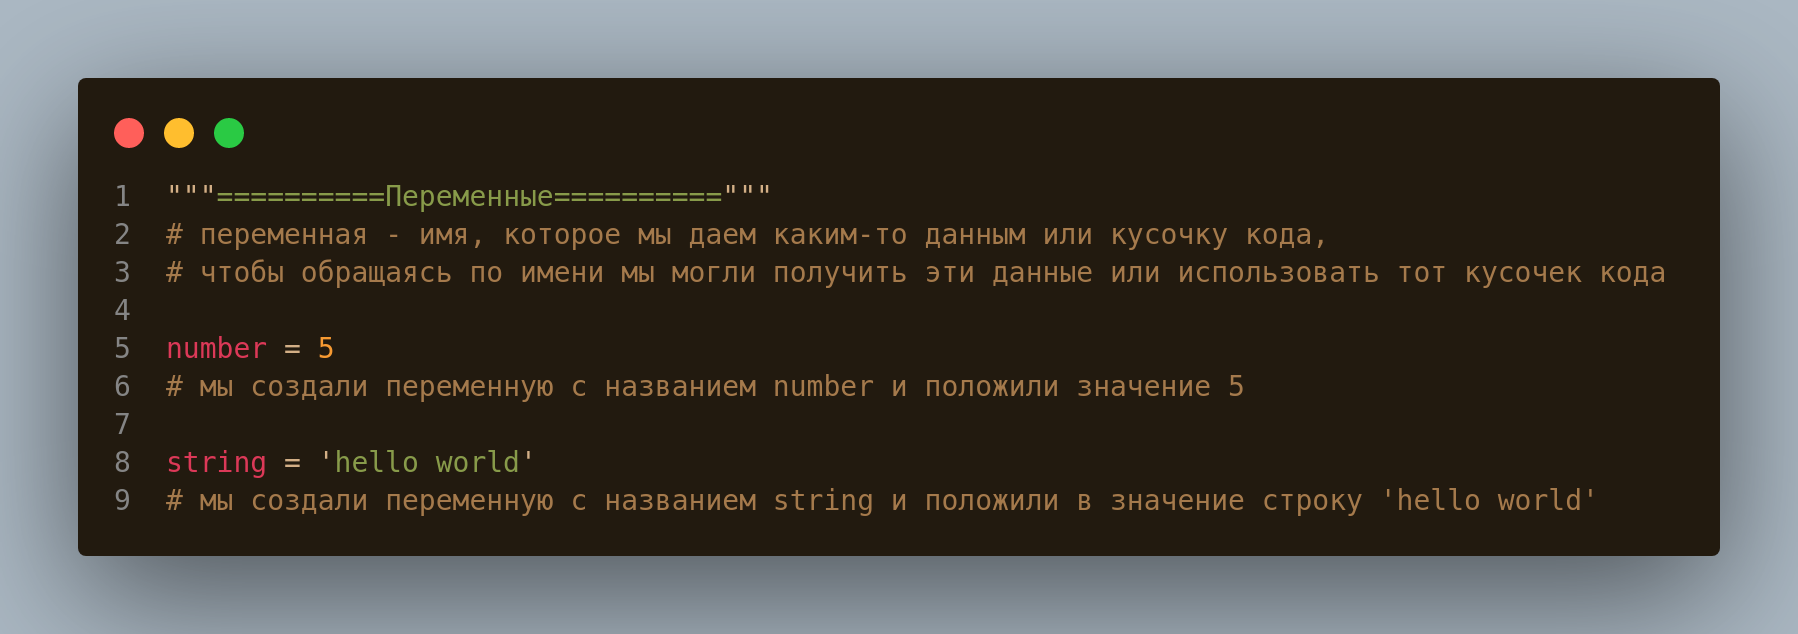 1 """==========Переменные=========="""
2 # переменная - имя, которое мы даем каким-то данным или кусочку кода,
3 # чтобы обращаясь по имени мы могли получить эти данные или использовать тот кусочек кода
4
5 number = 5
6 # мы создали переменную с названием number и положили значение 5
7
8 string = 'hello world'
9 # мы создали переменную с названием string и положили в значение строку 'hello world'